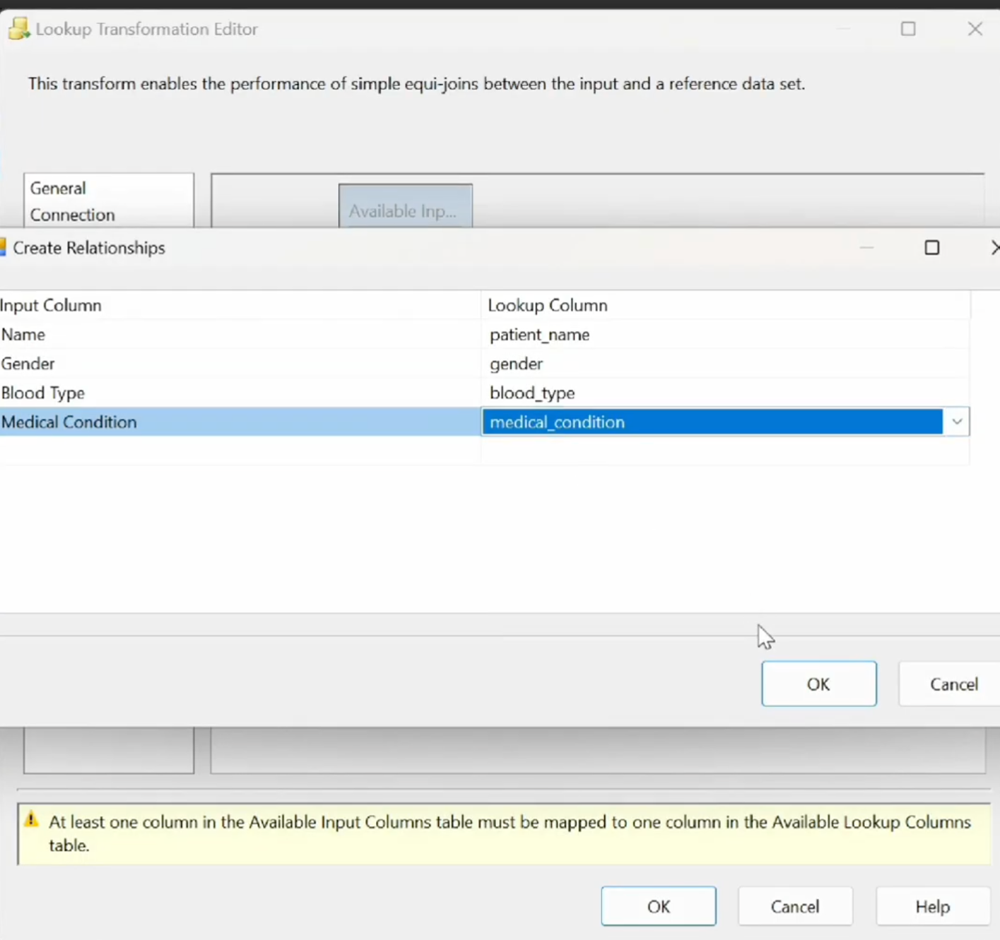 Lookup Transformation Editor
This transform enables the performance of simple equi-joins between the input and a reference data set.
General
Connection
Available Inp...
Create Relationships
Input Column Lookup Column
Name patient_name
Gender gender
Blood Type blood_type
Medical Condition medical_condition
OK Cancel
At least one column in the Available Input Columns table must be mapped to one column in the Available Lookup Columns
table.
OK Cancel Help